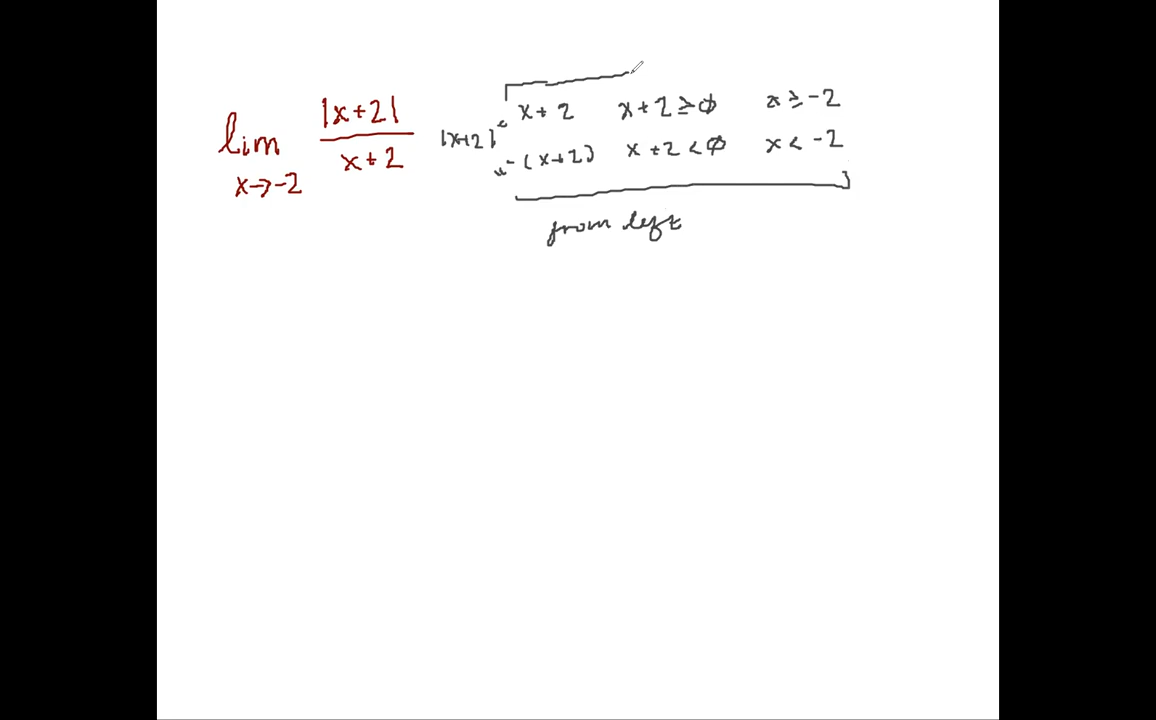 lim |x+2| / x+2
x→-2
|x+2| x+2 x+2≥0 x≥-2
-(x+2) x+2<0 x<-2
from left